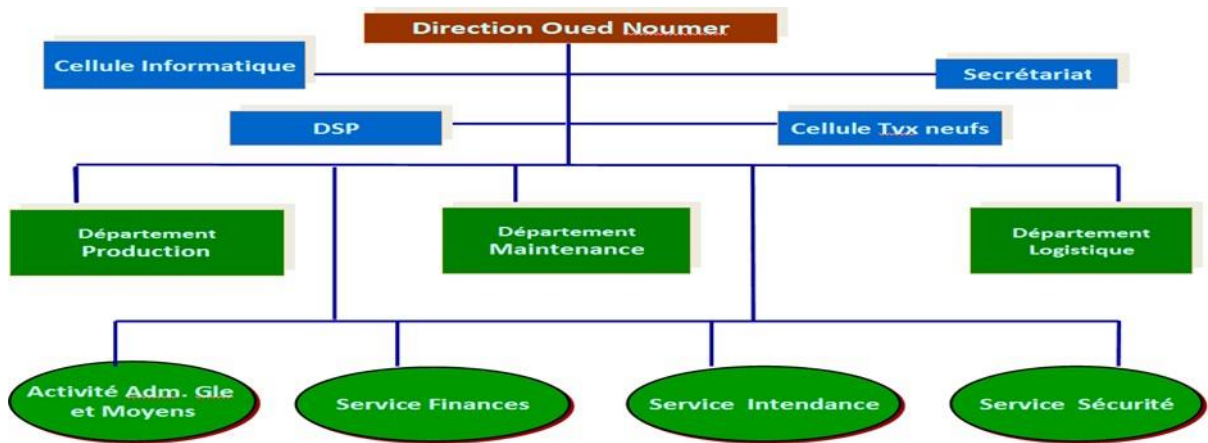 Direction Oued Noumer
Cellule Informatique
Secrétariat
DSP
Cellule Tvx neufs
Département
Production
Département
Maintenance
Département
Logistique
Activité Adm. Gle
et Moyens
Service Finances
Service Intendance
Service Sécurité